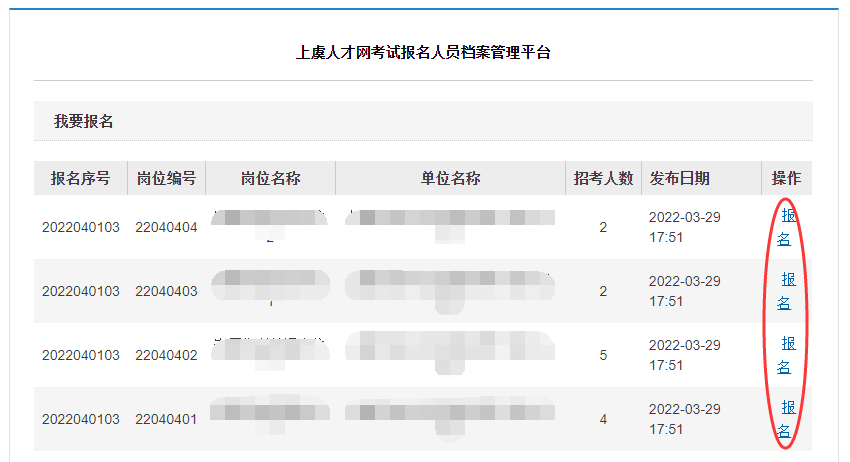 上虞人才网考试报名人员档案管理平台
我要报名
报名序号 岗位编号 岗位名称 单位名称 招考人数 发布日期 操作
2022040103 22040404 2 2022-03-29 报
17:51 名
2022040103 22040403 2 2022-03-29 报
17:51 名
2022040103 22040402 5 2022-03-29 报
17:51 名
2022040103 22040401 4 2022-03-29 报
17:51 名